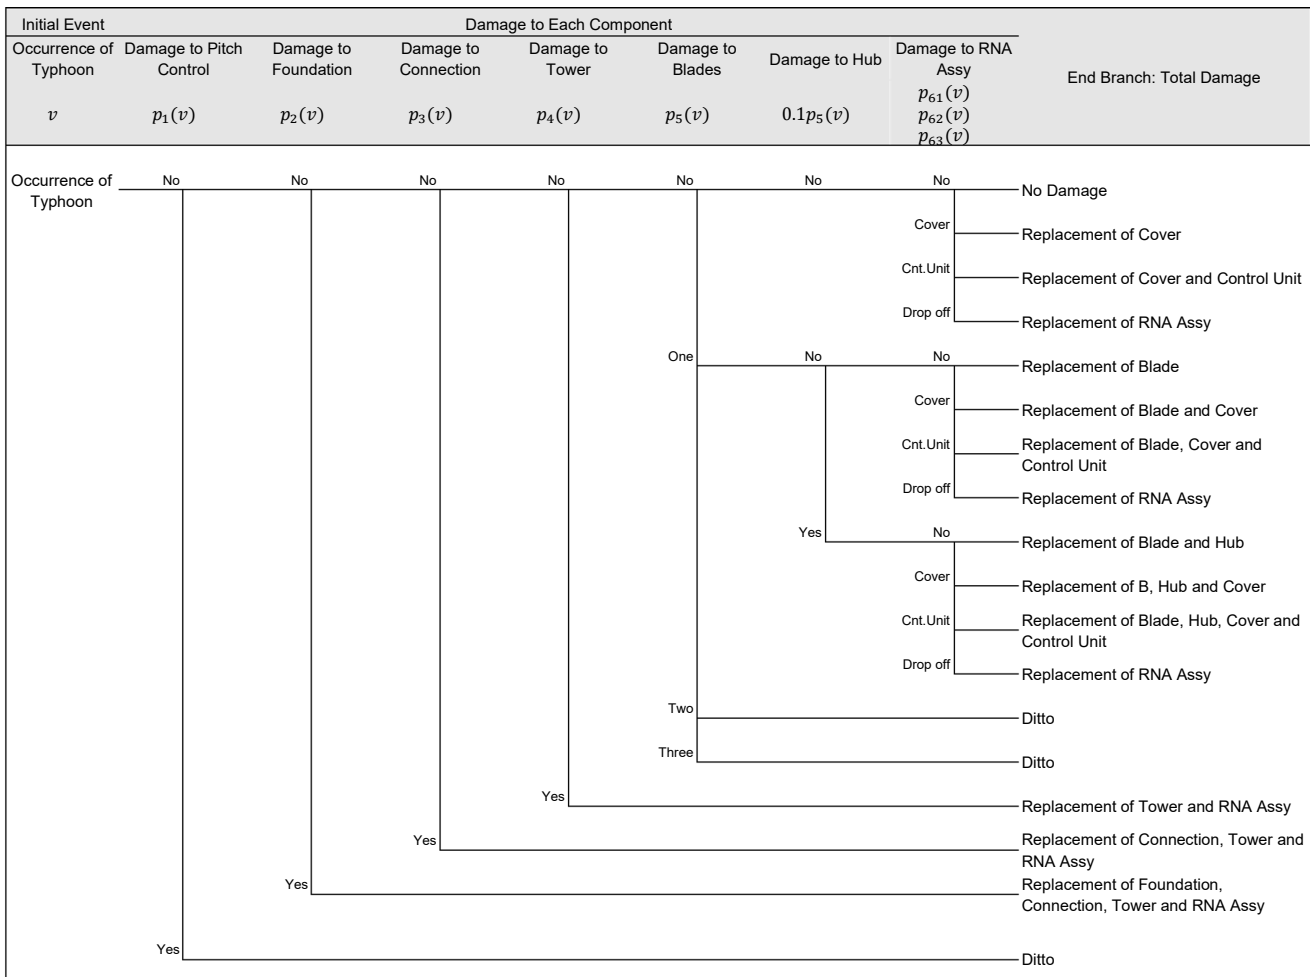 Initial Event
Damage to Each Component
Occurrence of
Typhoon
Damage to Pitch
Control
Damage to
Foundation
Damage to
Connection
Damage to
Tower
Damage to
Blades
Damage to Hub
Damage to RNA
Assy
End Branch: Total Damage
v
p₁(v)
p₂(v)
p₃(v)
p₄(v)
p₅(v)
0.1p₅(v)
p₆₁(v)
p₆₂(v)
p₆₃(v)
Occurrence of
Typhoon
No
No
No
No
No
No
No
No Damage
Cover
Replacement of Cover
Cnt.Unit
Replacement of Cover and Control Unit
Drop off
Replacement of RNA Assy
One
No
No
Replacement of Blade
Cover
Replacement of Blade and Cover
Cnt.Unit
Replacement of Blade, Cover and
Control Unit
Drop off
Replacement of RNA Assy
Yes
No
Replacement of Blade and Hub
Cover
Replacement of B, Hub and Cover
Cnt.Unit
Replacement of Blade, Hub, Cover and
Control Unit
Drop off
Replacement of RNA Assy
Two
Ditto
Three
Ditto
Yes
Replacement of Tower and RNA Assy
Yes
Replacement of Connection, Tower and
RNA Assy
Yes
Replacement of Foundation,
Connection, Tower and RNA Assy
Yes
Ditto